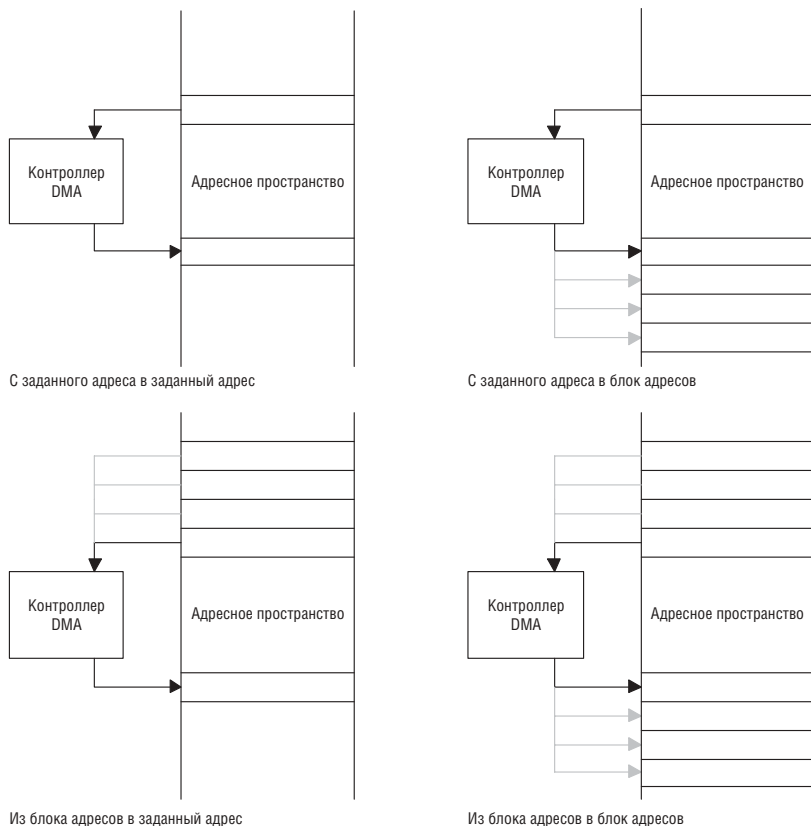 Контроллер
DMA
Адресное пространство
Контроллер
DMA
Адресное пространство
С заданного адреса в заданный адрес
С заданного адреса в блок адресов
Контроллер
DMA
Адресное пространство
Контроллер
DMA
Адресное пространство
Из блока адресов в заданный адрес
Из блока адресов в блок адресов